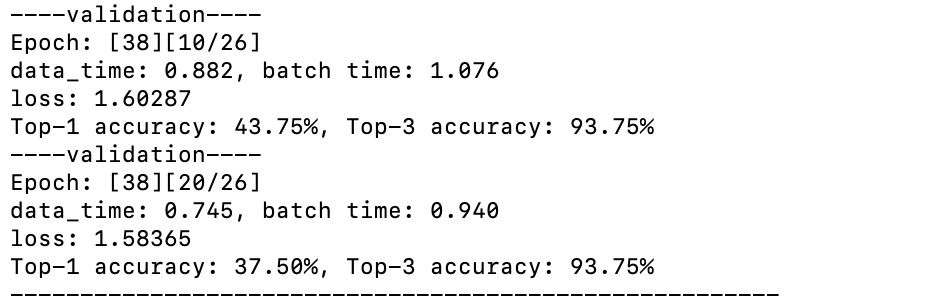 ----validation----
Epoch: [38][10/26]
data_time: 0.882, batch time: 1.076
loss: 1.60287
Top-1 accuracy: 43.75%, Top-3 accuracy: 93.75%
----validation----
Epoch: [38][20/26]
data_time: 0.745, batch time: 0.940
loss: 1.58365
Top-1 accuracy: 37.50%, Top-3 accuracy: 93.75%
-------------------------------------------------------